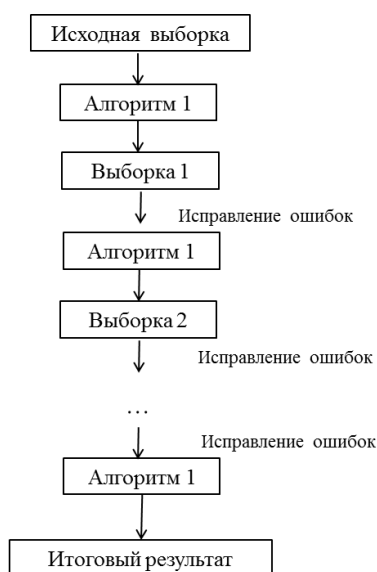 Исходная выборка
Алгоритм 1
Выборка 1
Исправление ошибок
Алгоритм 1
Выборка 2
Исправление ошибок
...
Исправление ошибок
Алгоритм 1
Итоговый результат